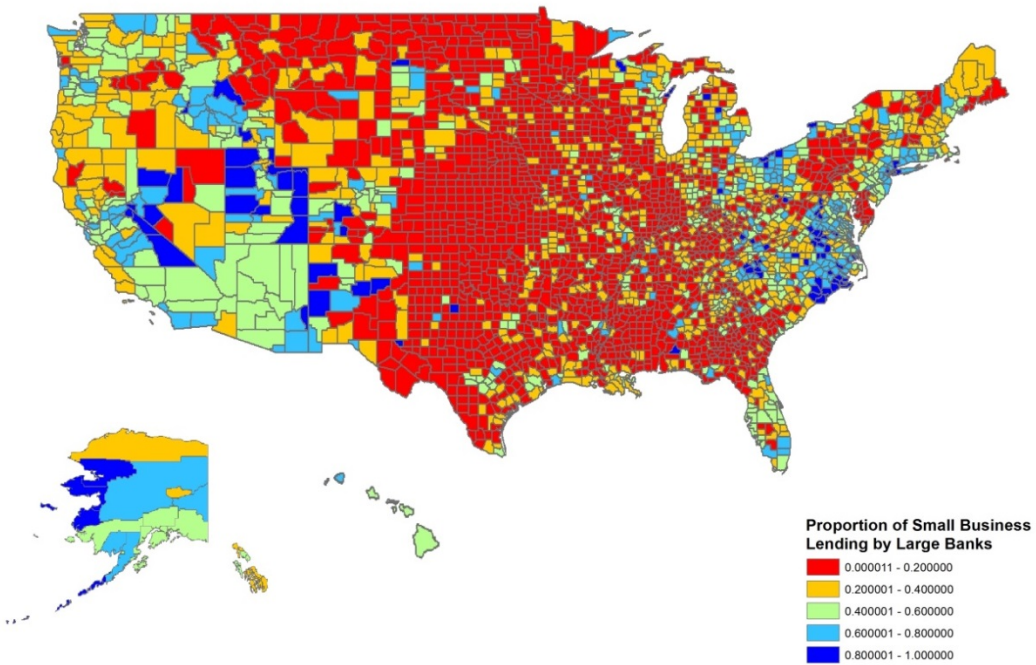 Proportion of Small Business
Lending by Large Banks
0.000011 - 0.200000
0.200001 - 0.400000
0.400001 - 0.600000
0.600001 - 0.800000
0.800001 - 1.000000